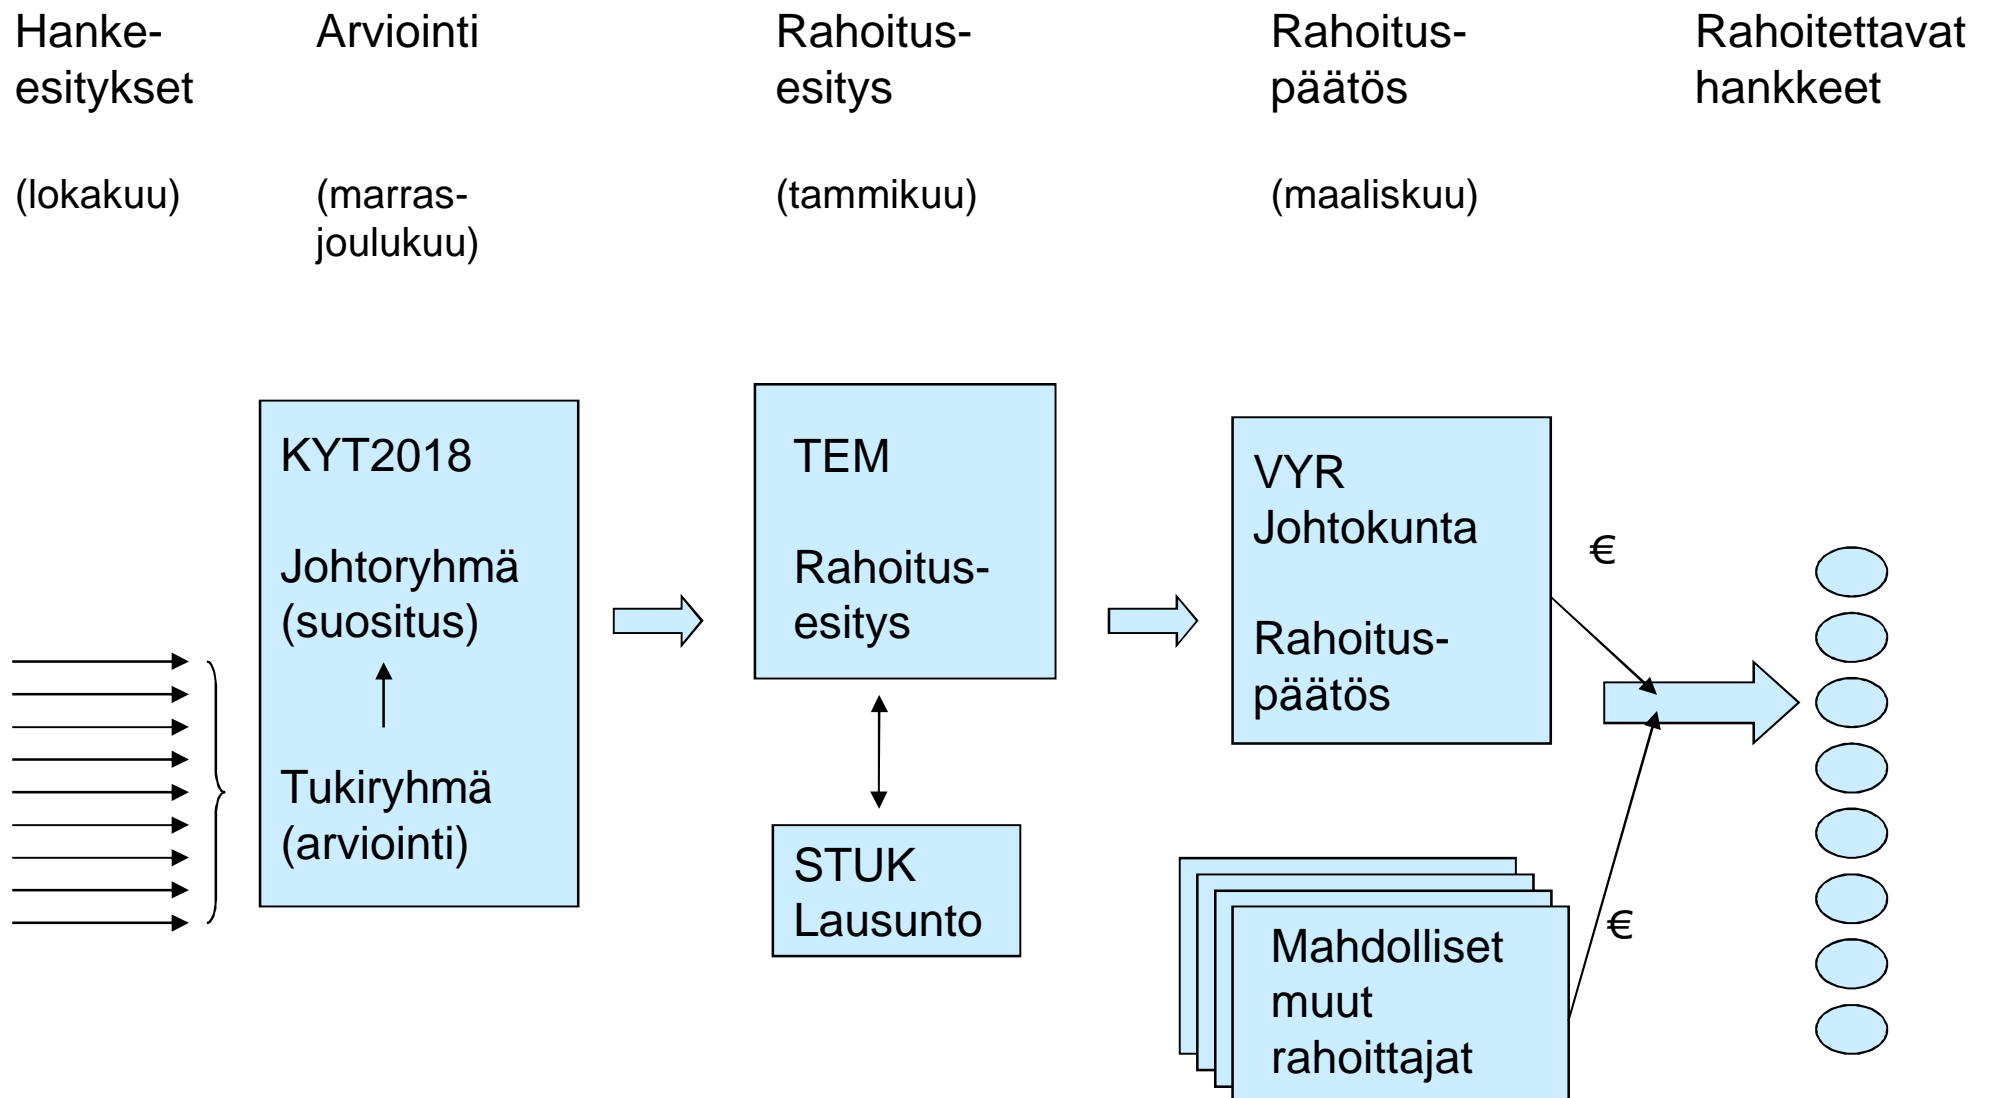 Hanke-
esitykset
(lokakuu)
Arviointi
(marras-
joulukuu)
Rahoitus-
esitys
(tammikuu)
Rahoitus-
päätös
(maaliskuu)
Rahoitettavat
hankkeet
KYT2018
Johtoryhmä
(suositus)
Tukiryhmä
(arviointi)
TEM
Rahoitus-
esitys
STUK
Lausunto
VYR
Johtokunta
Rahoitus-
päätös
€
Mahdolliset
muut
rahoittajat
€